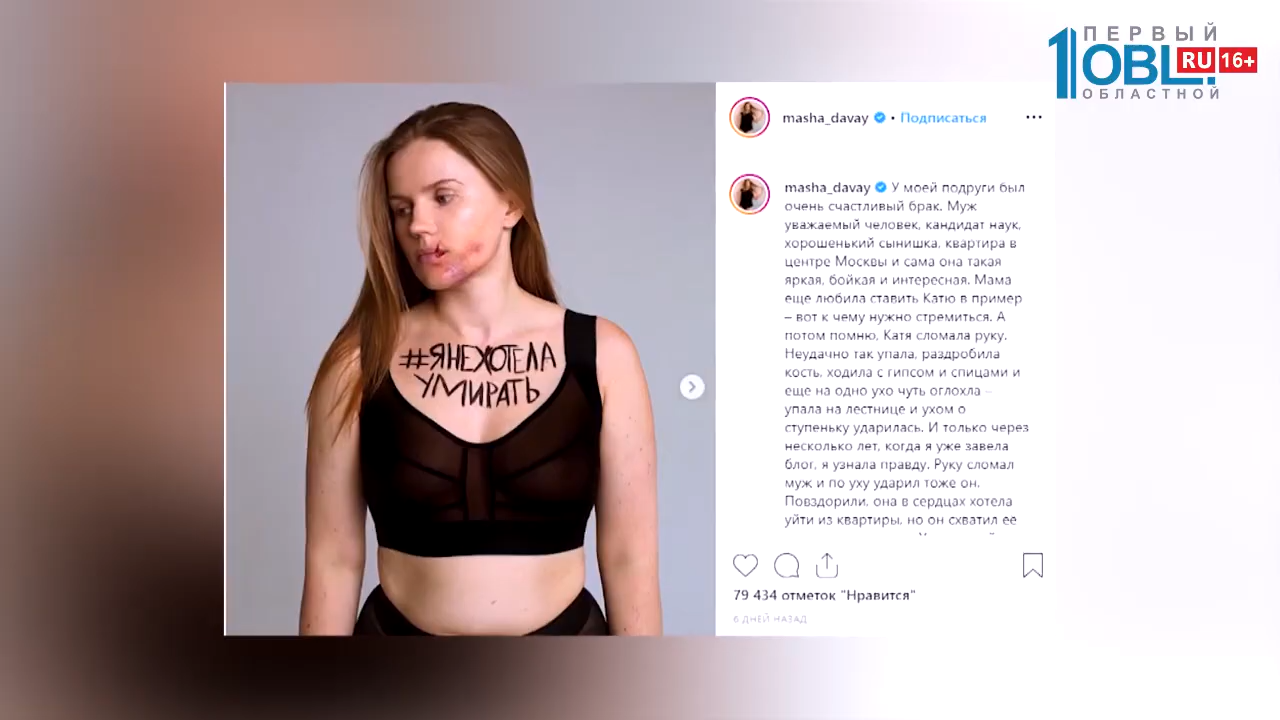 ПЕРВЫЙ
1OBL.RU 16+
ОБЛАСТНОЙ
masha_davay • Подписаться
#ЯНЕХОТЕЛА
УМИРАТЬ
masha_davay У моей подруги был
очень счастливый брак. Муж
уважаемый человек, кандидат наук,
хорошенький сынишка, квартира в
центре Москвы и сама она такая
яркая, бойкая и интересная. Мама
еще любила ставить Катю в пример
– вот к чему нужно стремиться. А
потом помню, Катя сломала руку.
Неудачно так упала, раздробила
кость, ходила с гипсом и спицами и
еще на одно ухо чуть оглохла –
упала на лестнице и ухом о
ступеньку ударилась. И только через
несколько лет, когда я уже завела
блог, я узнала правду. Руку сломал
муж и по уху ударил тоже он.
Повздорили, она в сердцах хотела
уйти из квартиры, но он схватил ее
79 434 отметок "Нравится"
6 ДНЕЙ НАЗАД